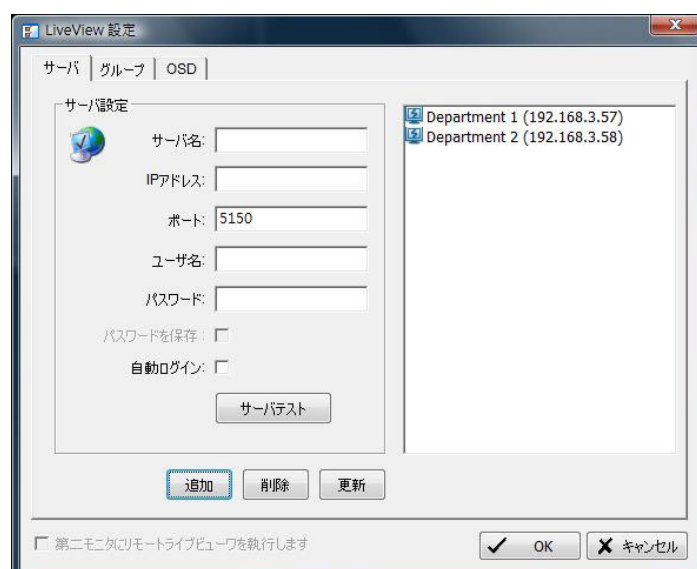 LiveView 設定
サーバ グループ OSD
サーバ設定
サーバ名:
IPアドレス:
ポート: 5150
ユーザ名:
パスワード:
パスワードを保存:
自動ログイン:
サーバテスト
追加 削除 更新
Department 1 (192.168.3.57)
Department 2 (192.168.3.58)
第二モニタにリモートライブビューワを執行します
OK キャンセル